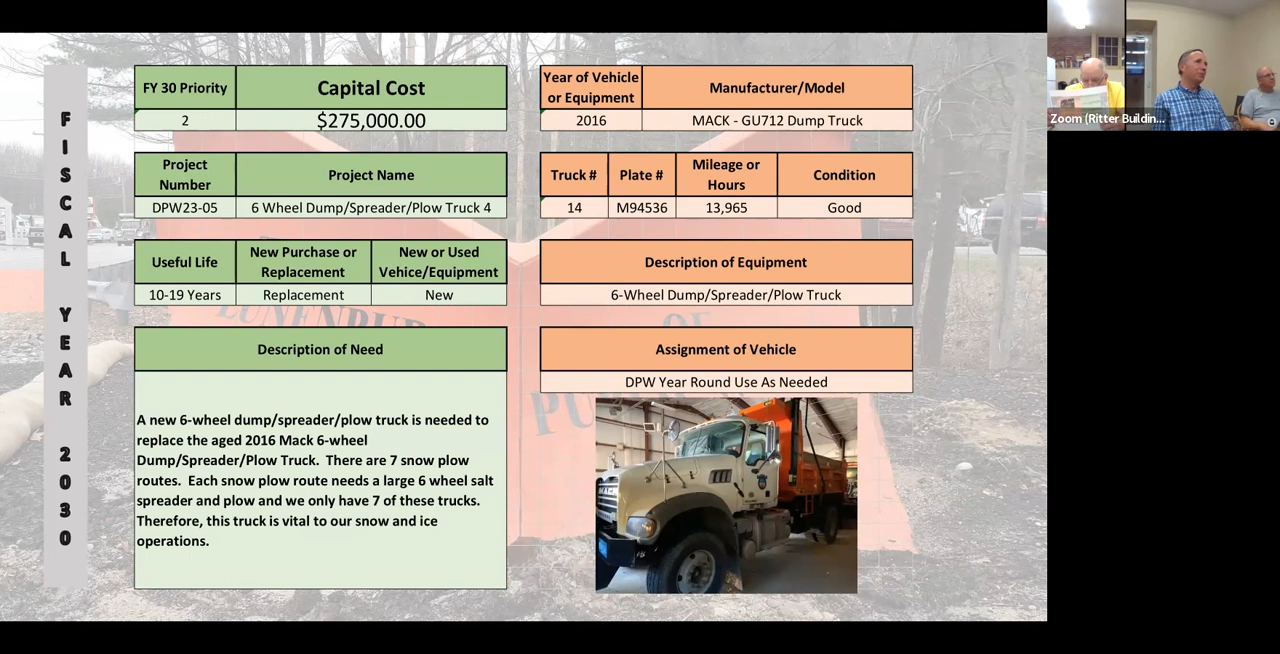 FISCAL YEAR 2030
FY 30 Priority
Capital Cost
2
$275,000.00
Project
Number
Project Name
DPW23-05
6 Wheel Dump/Spreader/Plow Truck 4
Useful Life
New Purchase or
Replacement
New or Used
Vehice/Equipment
10-19 Years
Replacement
New
Description of Need
A new 6-wheel dump/spreader/plow truck is needed to
replace the aged 2016 Mack 6-wheel
Dump/Spreader/Plow Truck. There are 7 snow plow
routes. Each snow plow route needs a large 6 wheel salt
spreader and plow and we only have 7 of these trucks.
Therefore, this truck is vital to our snow and ice
operations.
Year of Vehicle
or Equipment
Manufacturer/Model
2016
MACK - GU712 Dump Truck
Truck #
Plate #
Mileage or
Hours
Condition
14
M94536
13,965
Good
Description of Equipment
6-Wheel Dump/Spreader/Plow Truck
Assignment of Vehicle
DPW Year Round Use As Needed
OF
Zoom (Ritter Buildin...